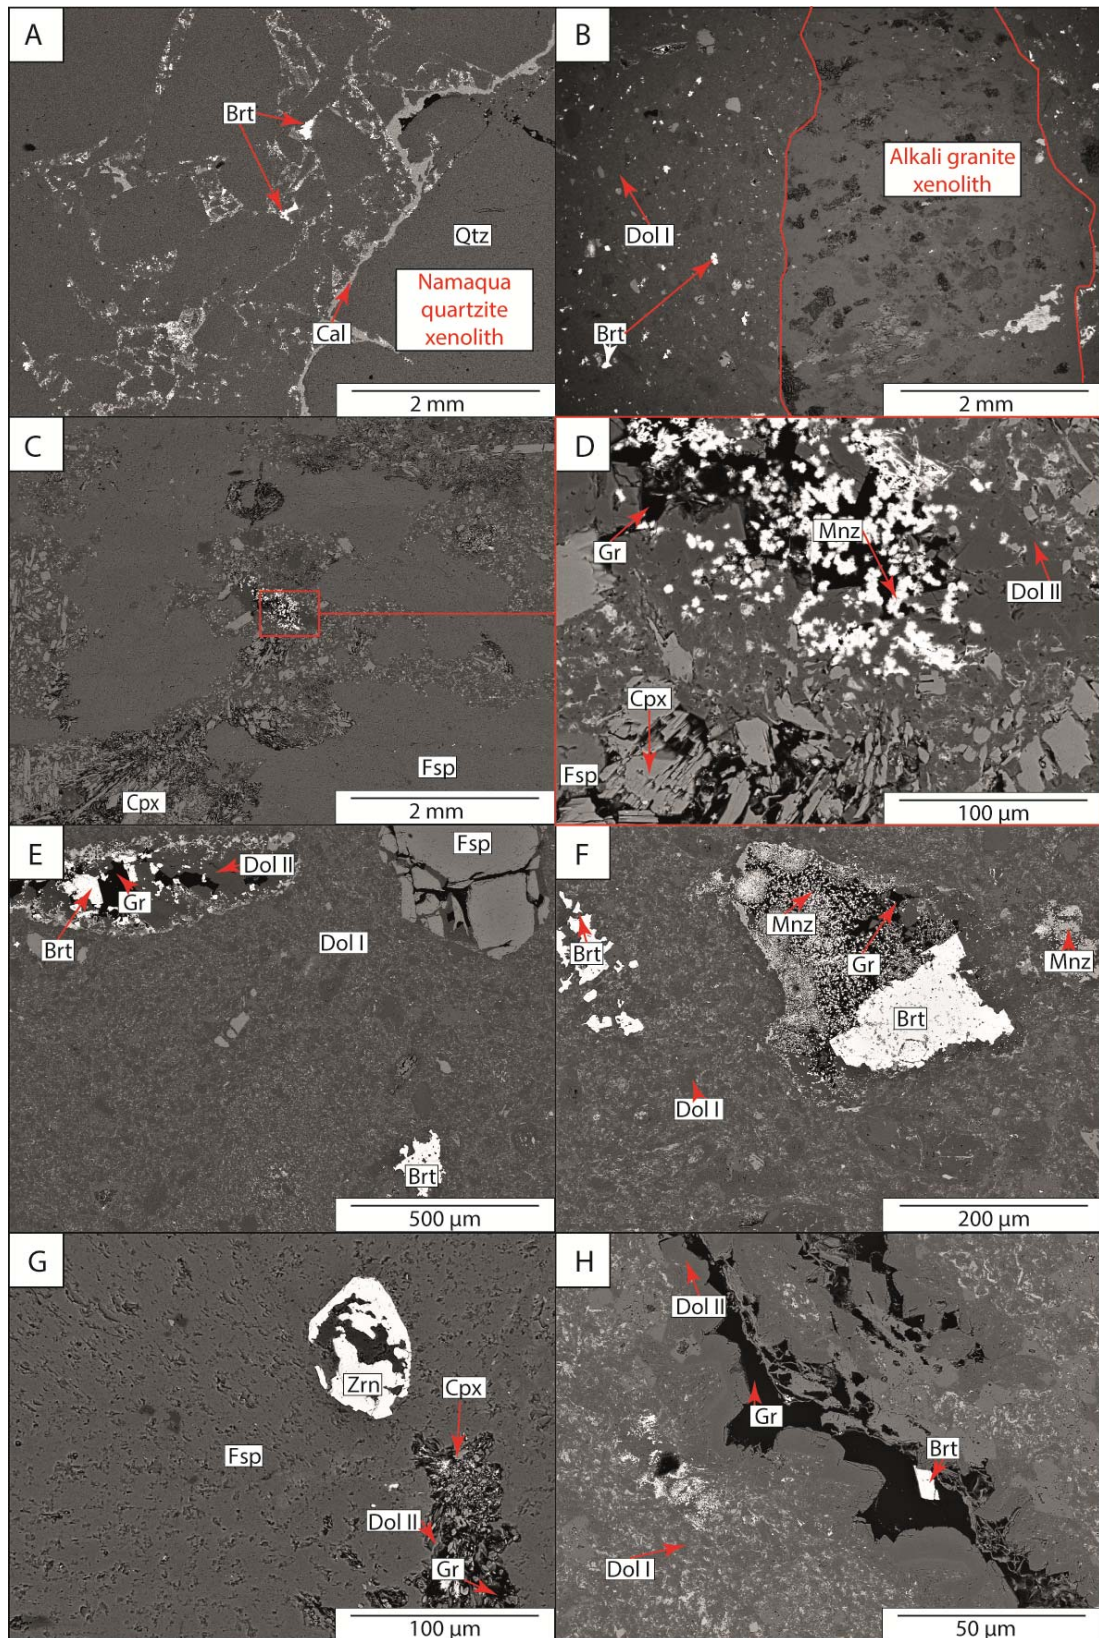 A
Brt
Qtz
Namaqua
quartzite
xenolith
Cal
2 mm
B
Alkali granite
xenolith
Dol I
Brt
2 mm
C
Fsp
Cpx
2 mm
D
Gr
Mnz
Dol II
Cpx
Fsp
100 µm
E
Fsp
Dol II
Gr
Brt
Dol I
Brt
500 µm
F
Mnz
Brt
Gr
Mnz
Brt
Dol I
200 µm
G
Zrn
Cpx
Fsp
Dol II
Gr
100 µm
H
Dol II
Gr
Brt
Dol I
50 µm